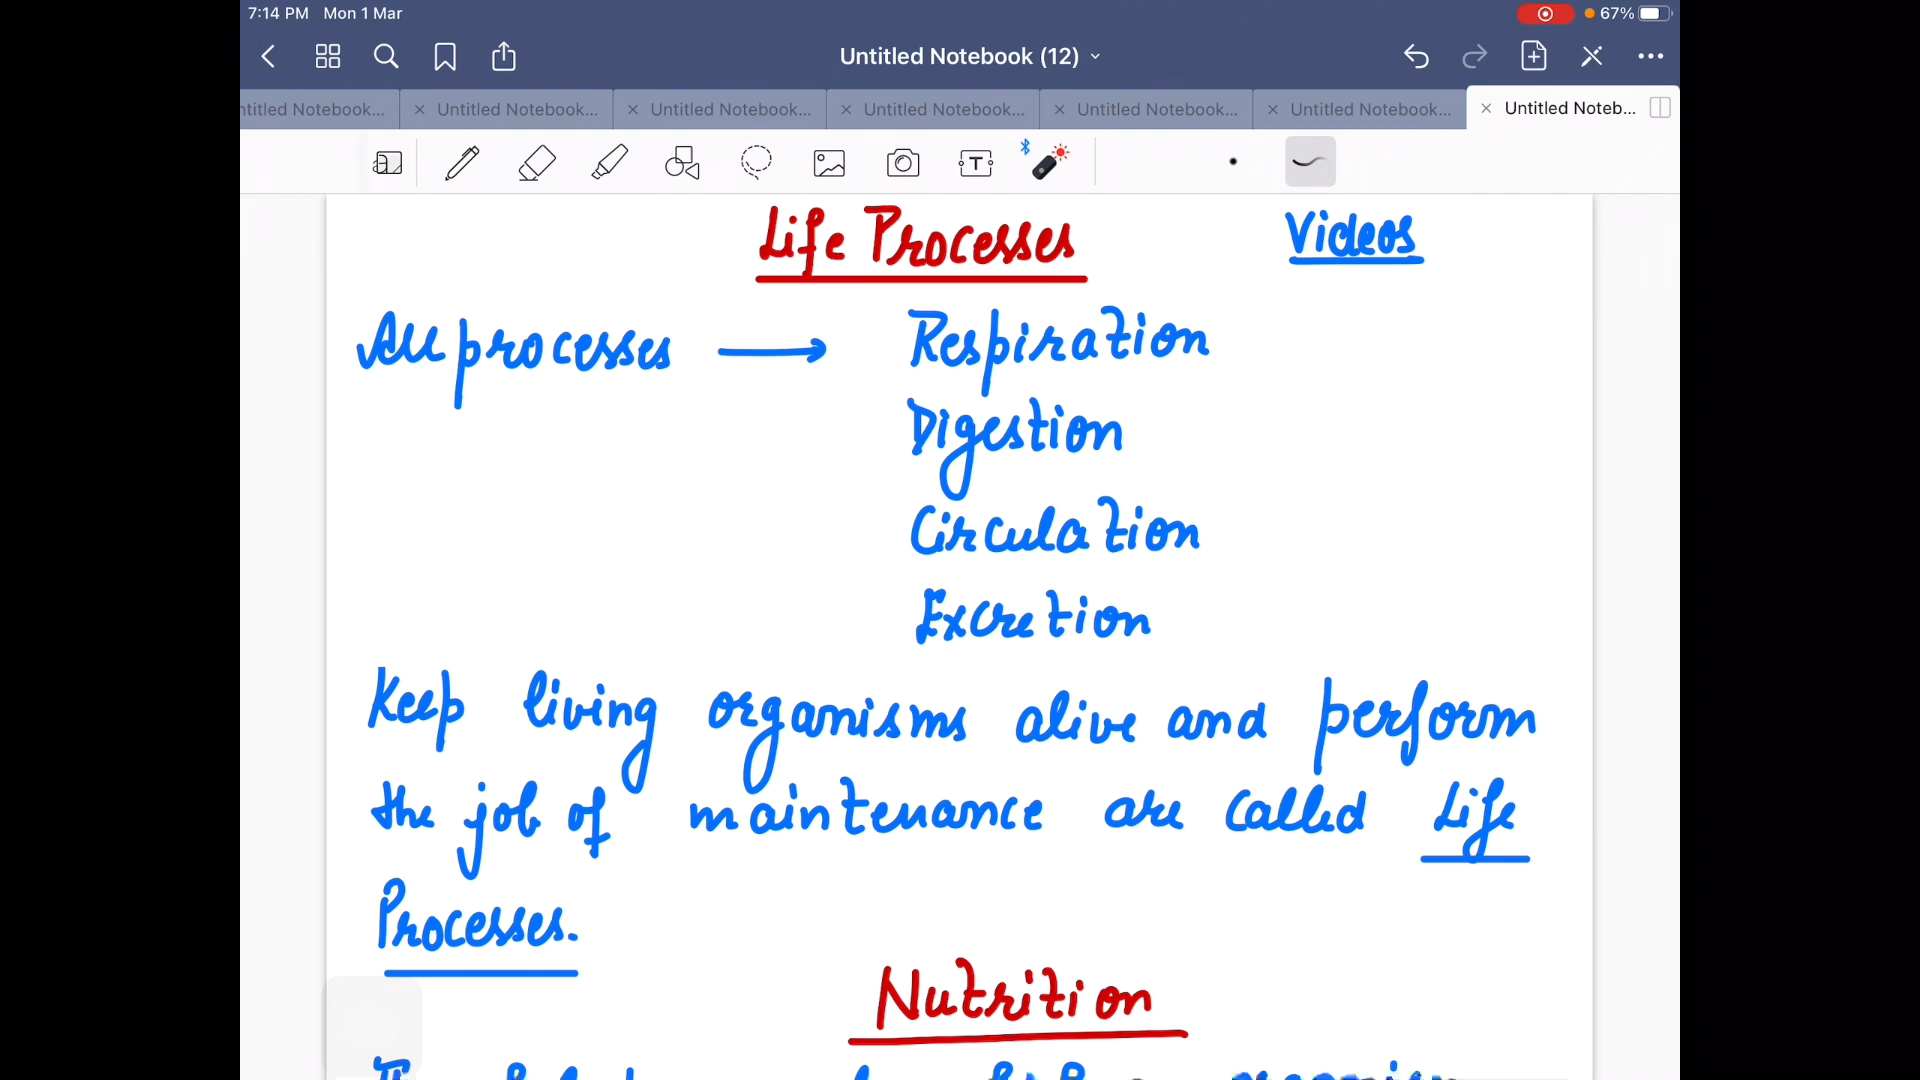 7:14 PM Mon 1 Mar
67%
Untitled Notebook (12)
ntitled Notebook... Untitled Notebook... Untitled Notebook... Untitled Notebook... Untitled Notebook... Untitled Notebook... Untitled Noteb...
T
Life Processes Videos
All processes → Respiration
Digestion
Circulation
Excretion
Keep living organisms alive and perform
the job of maintenance are called Life
Processes.
Nutrition